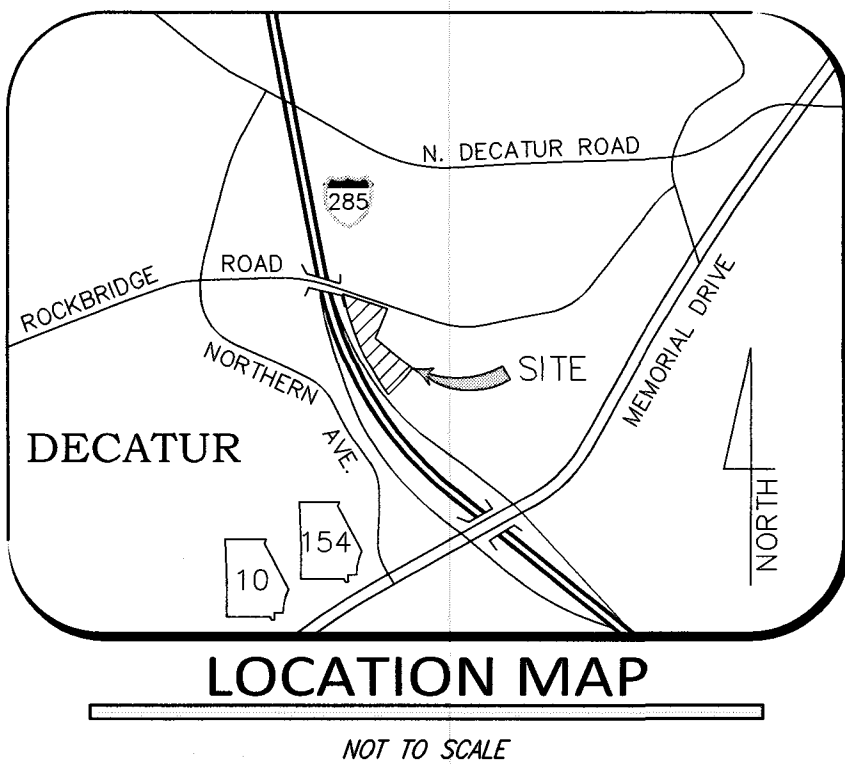 N. DECATUR ROAD
285
ROCKBRIDGE ROAD
MEMORIAL DRIVE
NORTHERN AVE.
SITE
DECATUR
154
10
NORTH
LOCATION MAP
NOT TO SCALE